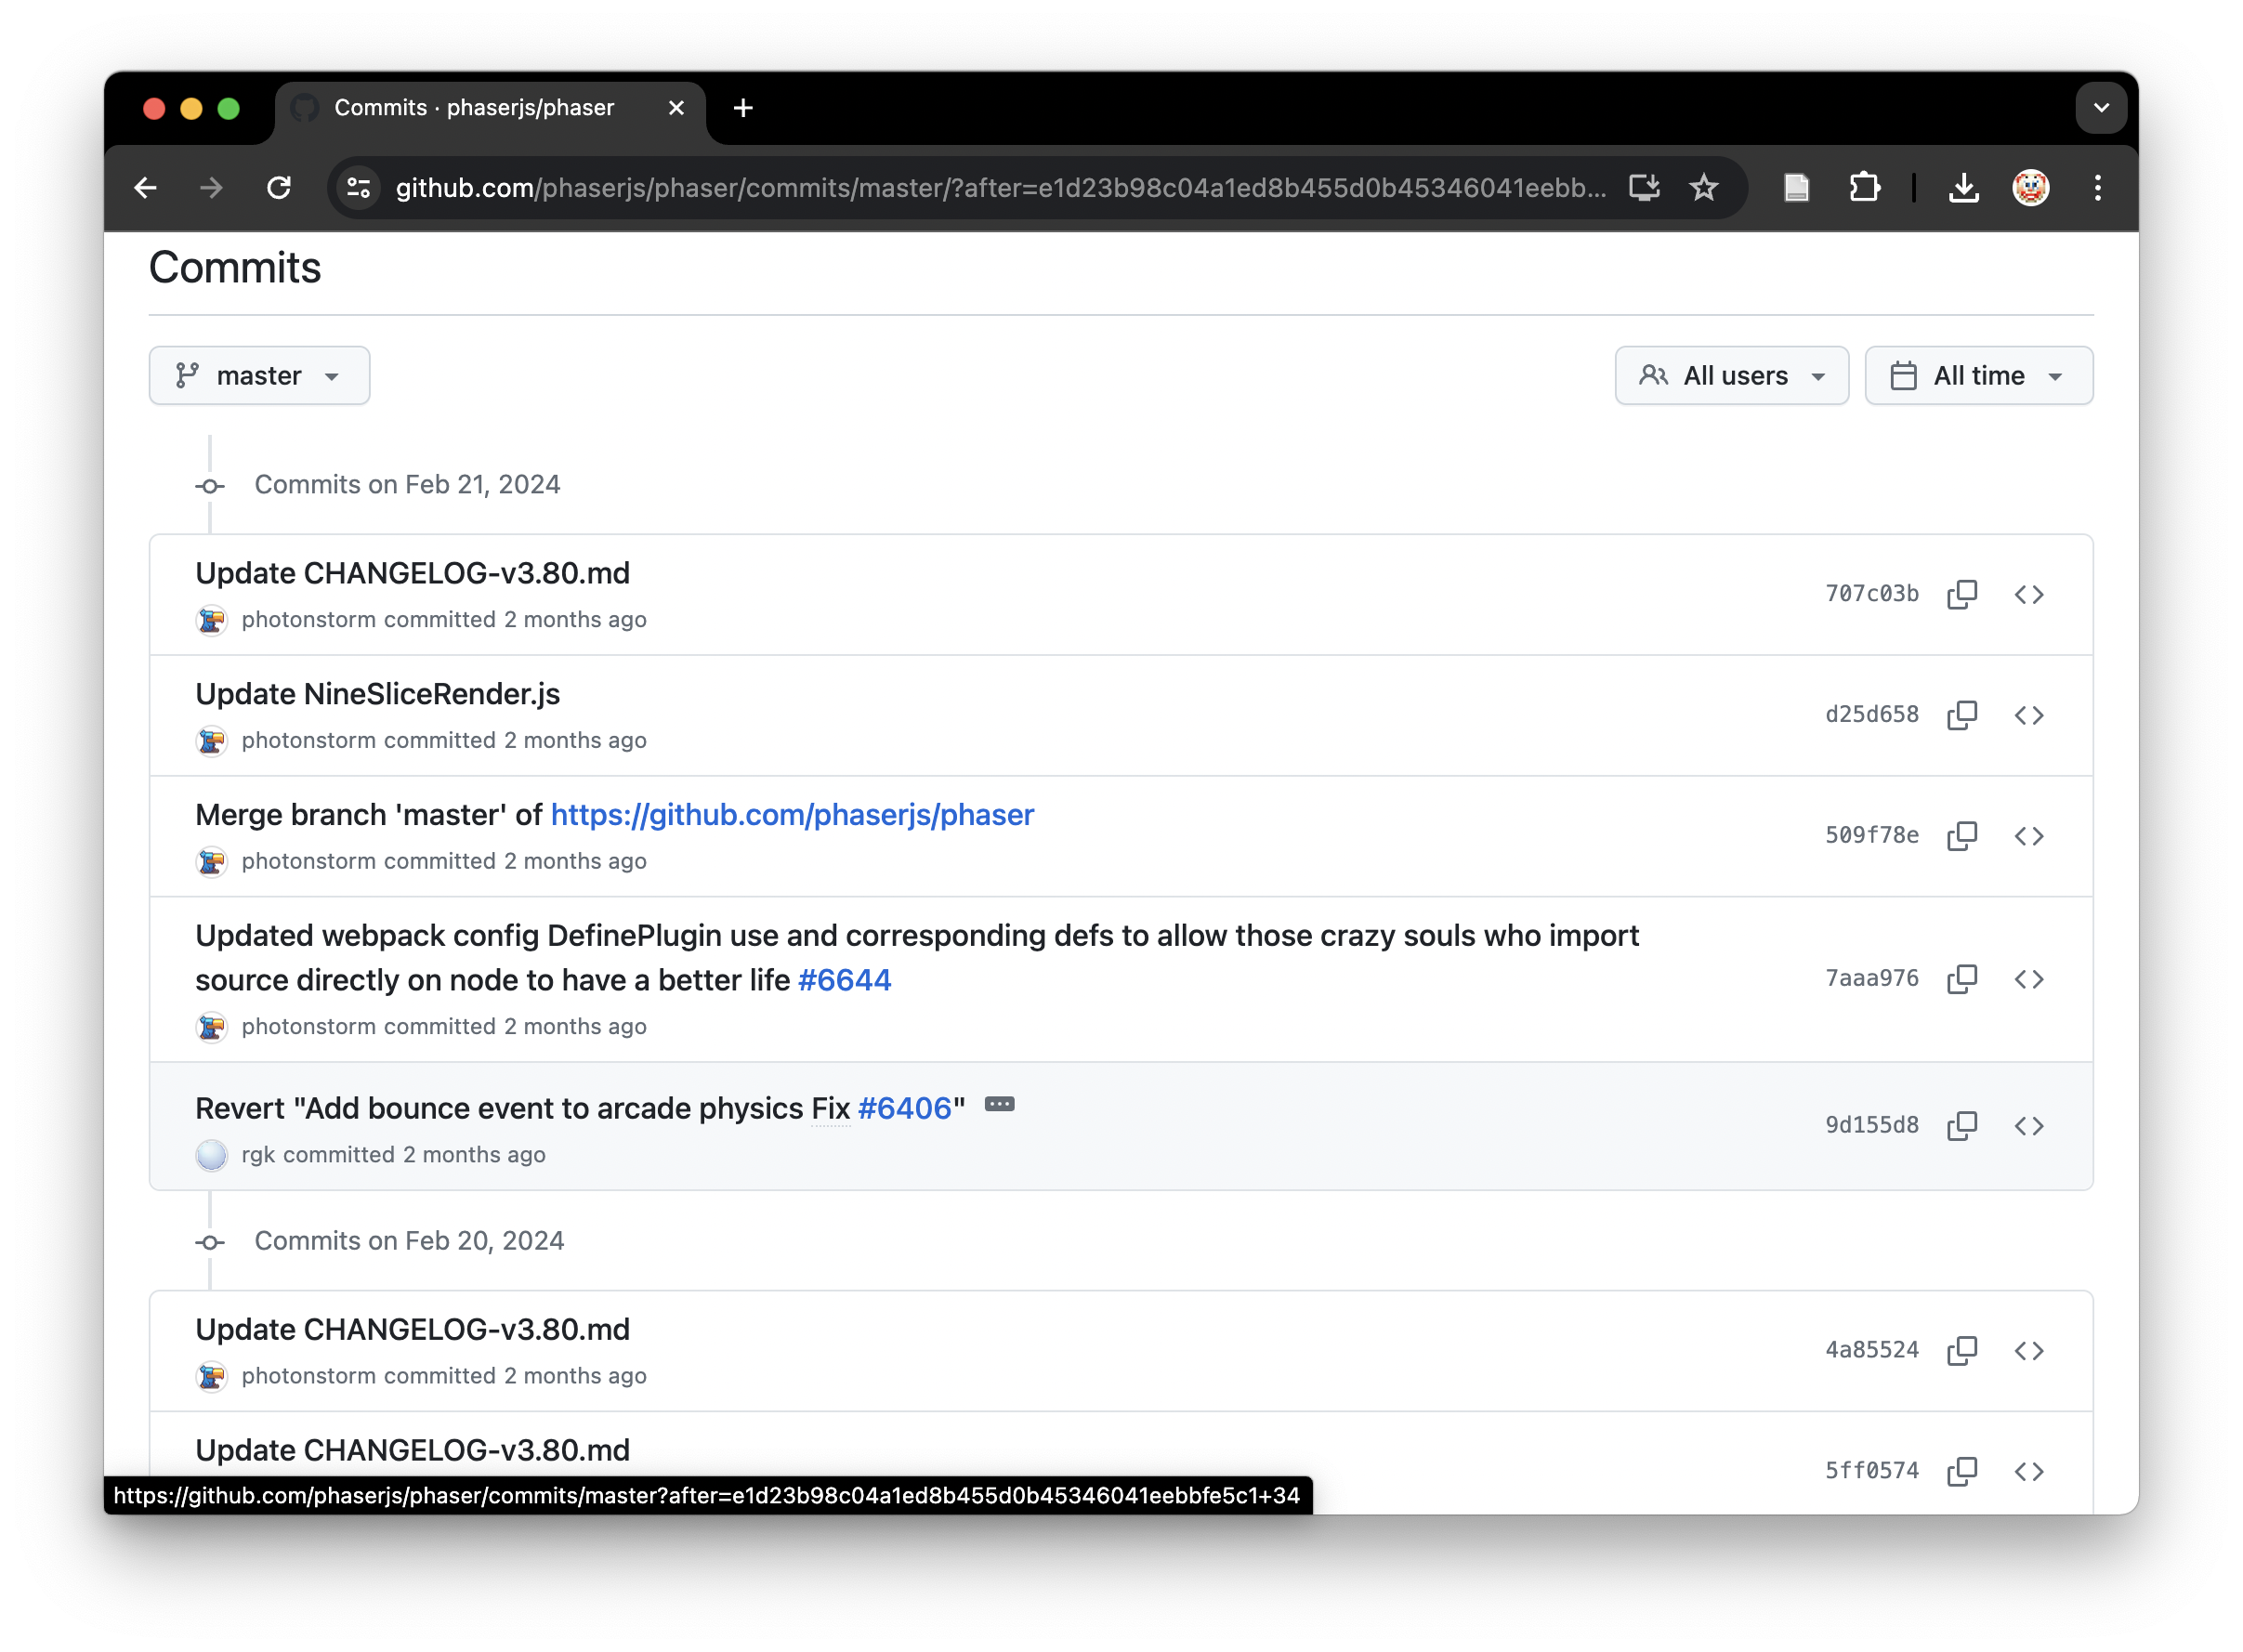 Commits · phaserjs/phaser
github.com/phaserjs/phaser/commits/master/?after=e1d23b98c04a1ed8b455d0b45346041eebb...
Commits
master
All users
All time
Commits on Feb 21, 2024
Update CHANGELOG-v3.80.md
707c03b
photonstorm committed 2 months ago
Update NineSliceRender.js
d25d658
photonstorm committed 2 months ago
Merge branch 'master' of https://github.com/phaserjs/phaser
509f78e
photonstorm committed 2 months ago
Updated webpack config DefinePlugin use and corresponding defs to allow those crazy souls who import
source directly on node to have a better life #6644
7aaa976
photonstorm committed 2 months ago
Revert "Add bounce event to arcade physics Fix #6406"
9d155d8
rgk committed 2 months ago
Commits on Feb 20, 2024
Update CHANGELOG-v3.80.md
4a85524
photonstorm committed 2 months ago
Update CHANGELOG-v3.80.md
5ff0574
https://github.com/phaserjs/phaser/commits/master?after=e1d23b98c04a1ed8b455d0b45346041eebbfe5c1+34